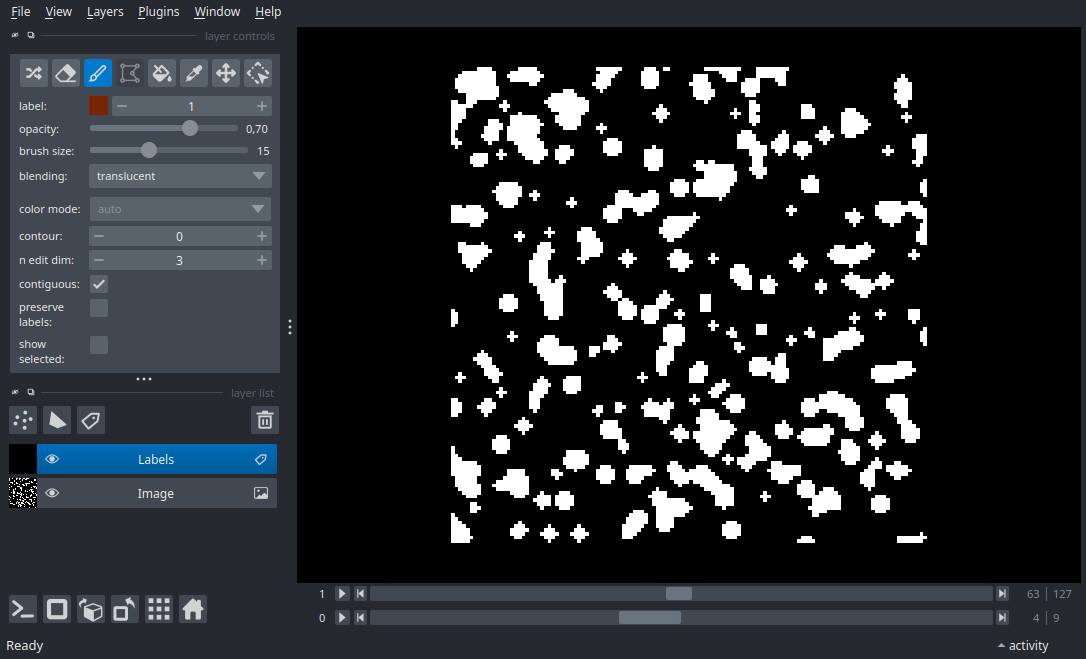 File View Layers Plugins Window Help
layer controls
label: 1
opacity: 0,70
brush size: 15
blending: translucent
color mode: auto
contour: 0
n edit dim: 3
contiguous:
preserve
labels:
show
selected:
layer list
Labels
Image
1 63 | 127
0 4 | 9
Ready activity